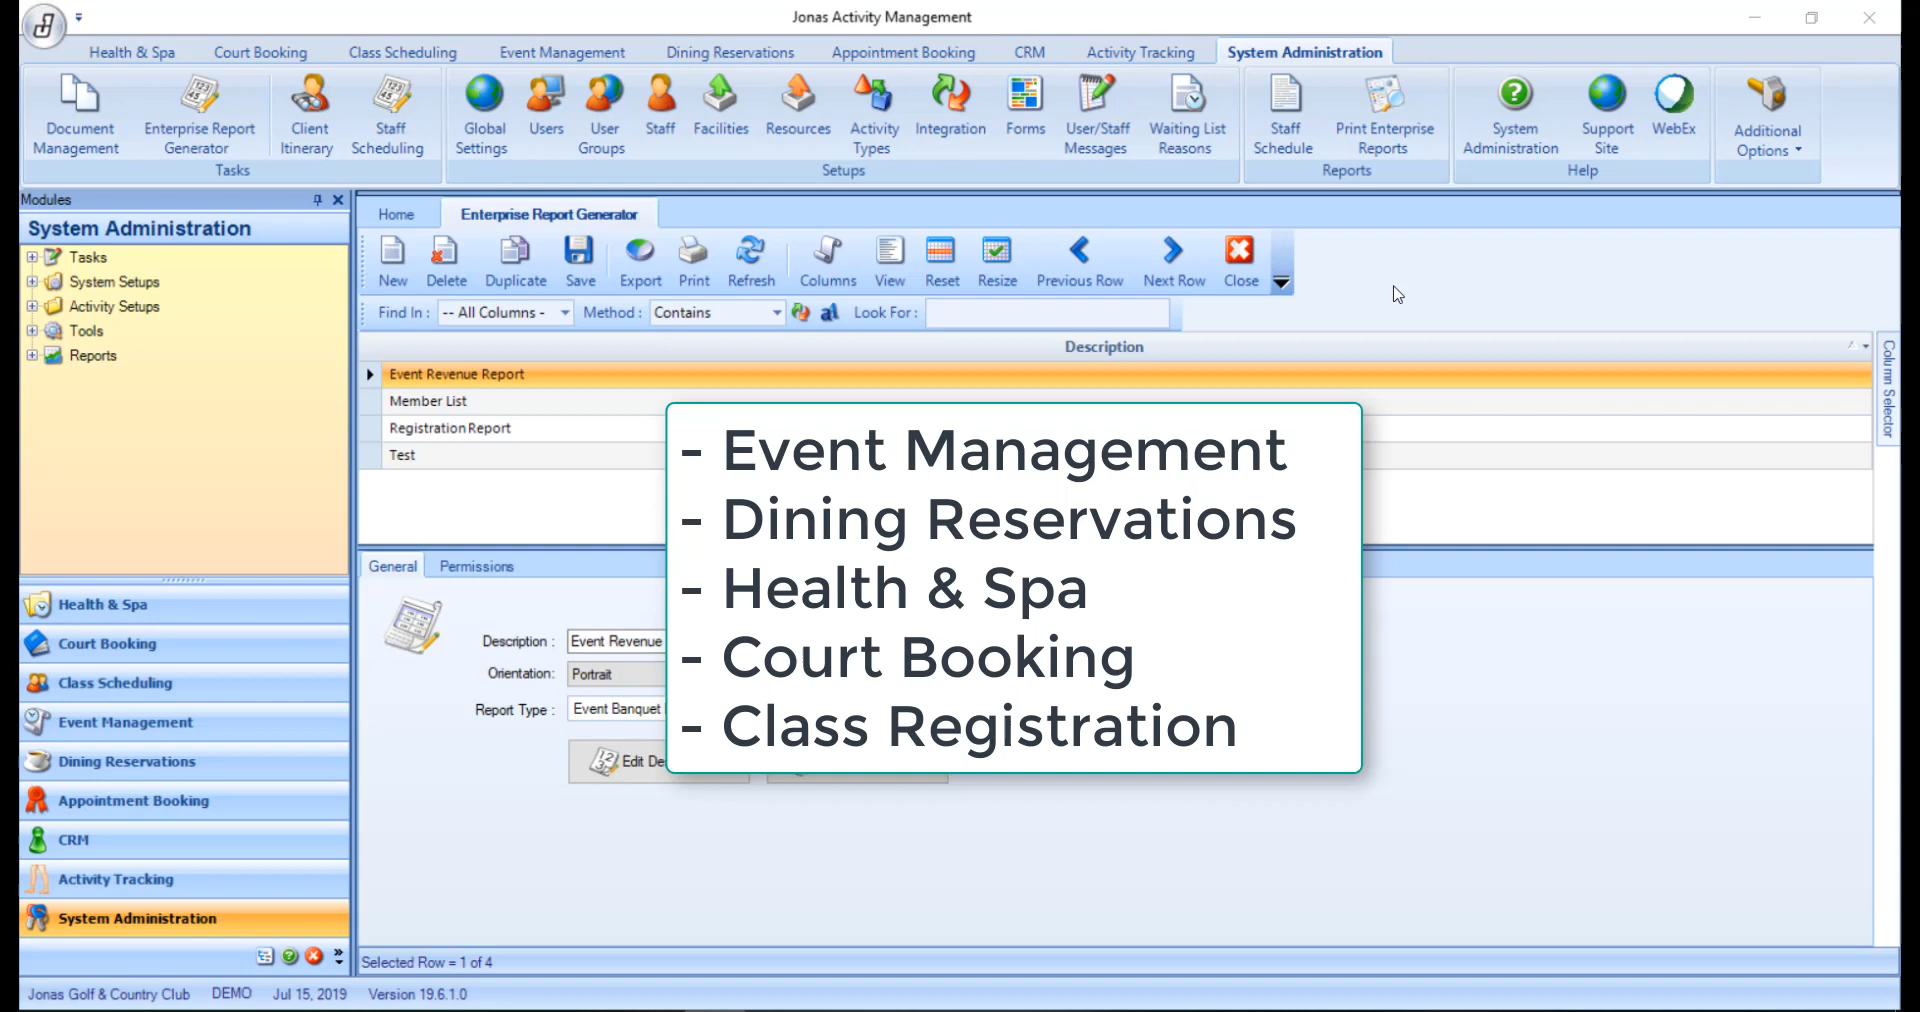 Jonas Activity Management
Health & Spa Court Booking Class Scheduling Event Management Dining Reservations Appointment Booking CRM Activity Tracking System Administration
Document Management
Enterprise Report Generator
Client Itinerary
Staff Scheduling
Tasks
Global Settings
Users
User Groups
Staff
Facilities
Resources
Activity Types
Integration
Forms
User/Staff Messages
Waiting List Reasons
Setups
Staff Schedule
Print Enterprise Reports
Reports
System Administration
Support Site
WebEx
Help
Additional Options
Modules
System Administration
Tasks
System Setups
Activity Setups
Tools
Reports
Health & Spa
Court Booking
Class Scheduling
Event Management
Dining Reservations
Appointment Booking
CRM
Activity Tracking
System Administration
Home Enterprise Report Generator
New Delete Duplicate Save Export Print Refresh Columns View Reset Resize Previous Row Next Row Close
Find In : -- All Columns - Method : Contains Look For :
Description
Event Revenue Report
Member List
Registration Report
Test
Column Selector
- Event Management
- Dining Reservations
- Health & Spa
- Court Booking
- Class Registration
General Permissions
Description : Event Revenue
Orientation: Portrait
Report Type : Event Banquet
Edit De
Selected Row = 1 of 4
Jonas Golf & Country Club DEMO Jul 15, 2019 Version 19.6.1.0